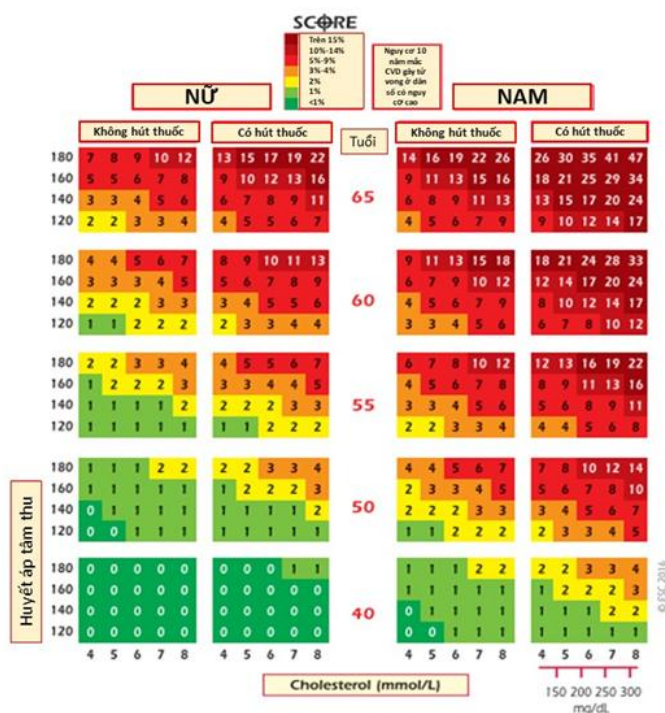 SCORE
Trên 15%
10%-14%
5%-9%
3%-4%
2%
1%
<1%
Nguy cơ 10
năm mắc
CVD gây tử
vong ở dân
số có nguy
cơ cao
NỮ
NAM
Không hút thuốc
Có hút thuốc
Tuổi
Không hút thuốc
Có hút thuốc
180 7 8 9 10 12 13 15 17 19 22 14 16 19 22 26 26 30 35 41 47
160 5 5 6 7 8 9 10 12 13 16 9 11 13 15 16 18 21 25 29 34
140 3 3 4 5 6 6 7 8 9 11 6 8 9 11 13 13 15 17 20 24
120 2 2 3 3 4 4 5 5 6 7 4 5 6 7 9 9 10 12 14 17
65
180 4 4 5 6 7 8 9 10 11 13 9 11 13 15 18 18 21 24 28 33
160 3 3 3 4 5 5 6 7 8 9 6 7 9 10 12 12 14 17 20 24
140 2 2 2 3 3 3 4 5 5 6 4 5 6 7 9 8 10 12 14 17
120 1 1 2 2 2 2 3 3 4 4 3 3 4 5 6 6 7 8 10 12
60
180 2 2 3 3 4 4 5 5 6 7 6 7 8 10 12 12 13 16 19 22
160 1 2 2 2 3 3 3 4 4 5 4 5 6 7 8 8 9 11 13 16
140 1 1 1 1 2 2 2 2 3 3 3 3 4 5 6 5 6 8 9 11
120 1 1 1 1 1 1 1 2 2 2 2 2 3 3 4 4 4 5 6 8
55
180 1 1 1 2 2 2 2 3 3 4 4 4 5 6 7 7 8 10 12 14
160 1 1 1 1 1 1 2 2 2 3 2 3 3 4 5 5 6 7 8 10
140 0 1 1 1 1 1 1 1 1 2 2 2 2 3 3 3 4 5 6 7
120 0 0 1 1 1 1 1 1 1 1 1 1 2 2 2 2 3 3 4 5
50
180 0 0 0 0 0 0 0 0 1 1 1 1 1 2 2 2 2 3 3 4
160 0 0 0 0 0 0 0 0 0 0 1 1 1 1 1 1 2 2 2 3
140 0 0 0 0 0 0 0 0 0 0 0 1 1 1 1 1 1 1 2 2
120 0 0 0 0 0 0 0 0 0 0 0 0 1 1 1 1 1 1 1 1
40
4 5 6 7 8 4 5 6 7 8 4 5 6 7 8 4 5 6 7 8
Huyết áp tâm thu
Cholesterol (mmol/L)
150 200 250 300
mg/dL
© ESC 2016